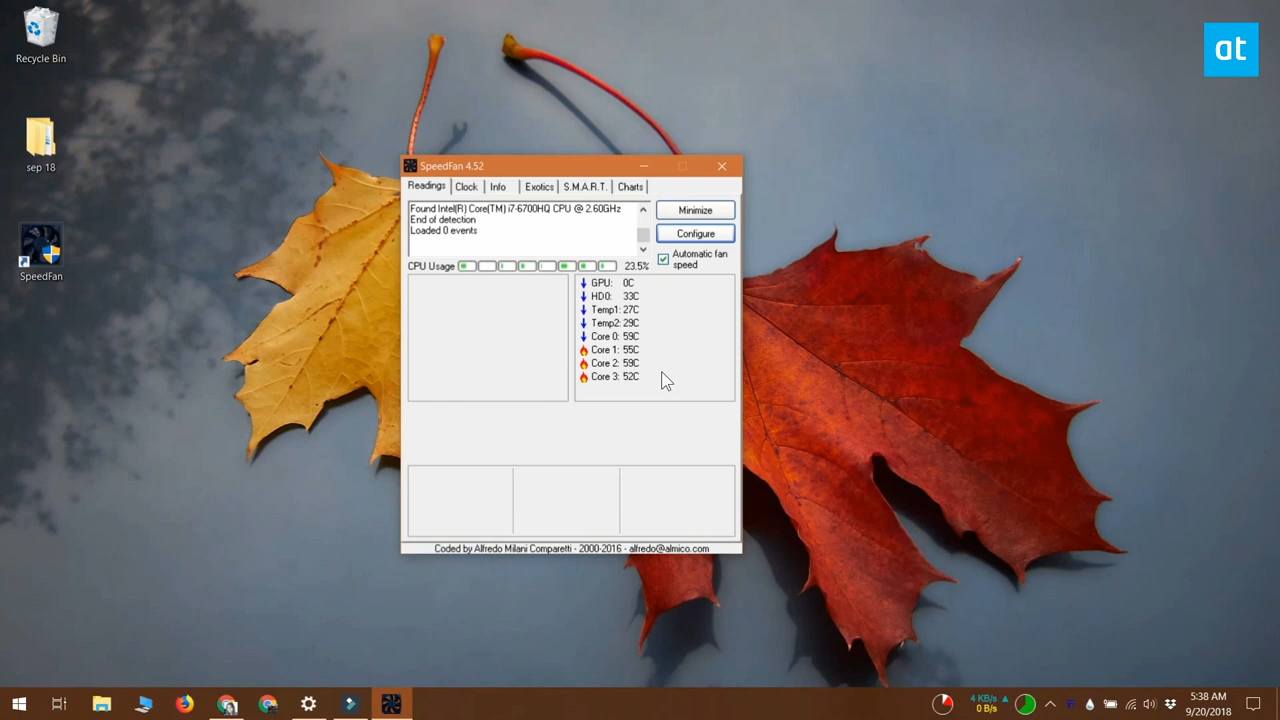 Recycle Bin
sep 18
SpeedFan
at
SpeedFan 4.52
Readings
Clock
Info
Exotics
S.M.A.R.T.
Charts
Found Intel(R) Core(TM) i7-6700HQ CPU @ 2.60GHz
End of detection
Loaded 0 events
Minimize
Configure
Automatic fan
speed
CPU Usage
23.5%
GPU: 0C
HD0: 33C
Temp1: 27C
Temp2: 29C
Core 0: 59C
Core 1: 55C
Core 2: 59C
Core 3: 52C
Coded by Alfredo Milani Comparetti - 2000-2016 - alfredo@almico.com
4 KB/s
0 B/s
5:38 AM
9/20/2018